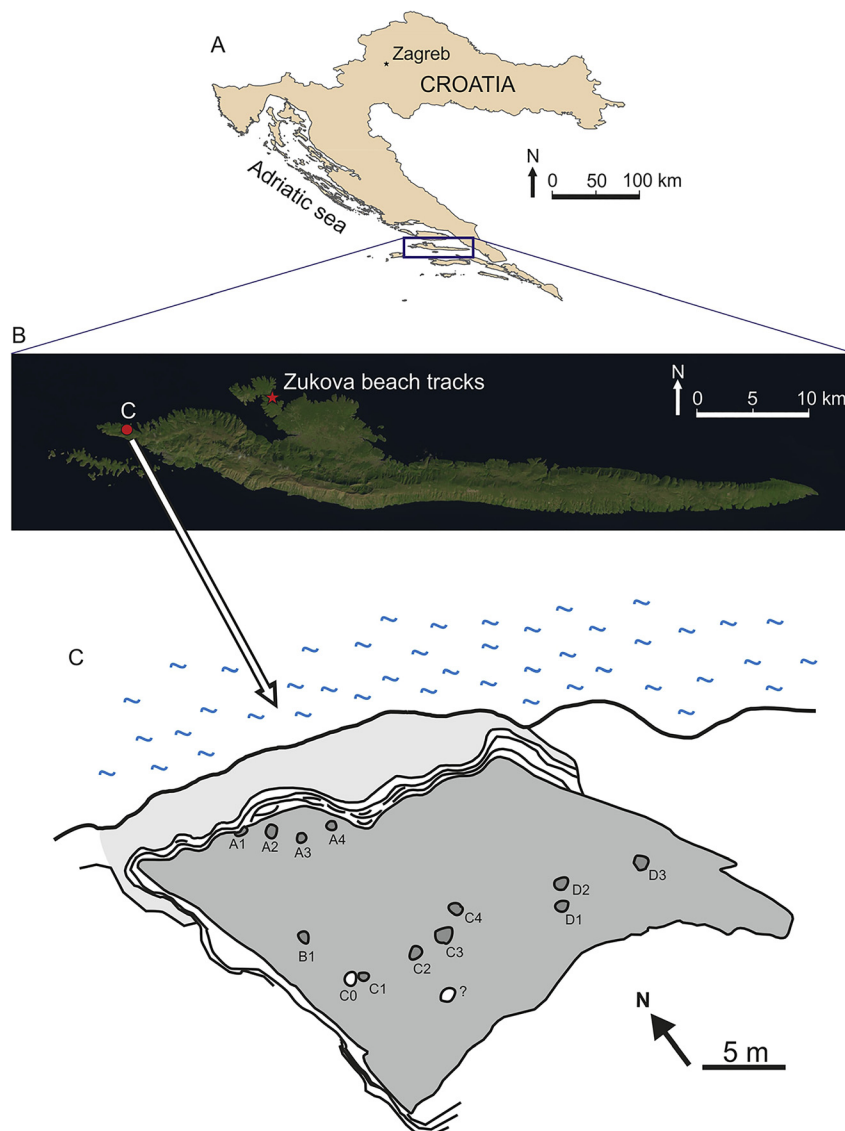 A
Zagreb
CROATIA
Adriatic sea
N
0 50 100 km
B
Zukova beach tracks
N
0 5 10 km
C
C
A1 A2 A3 A4
D3
D2
D1
C4
C3
C2
B1
C0 C1
?
N
5 m